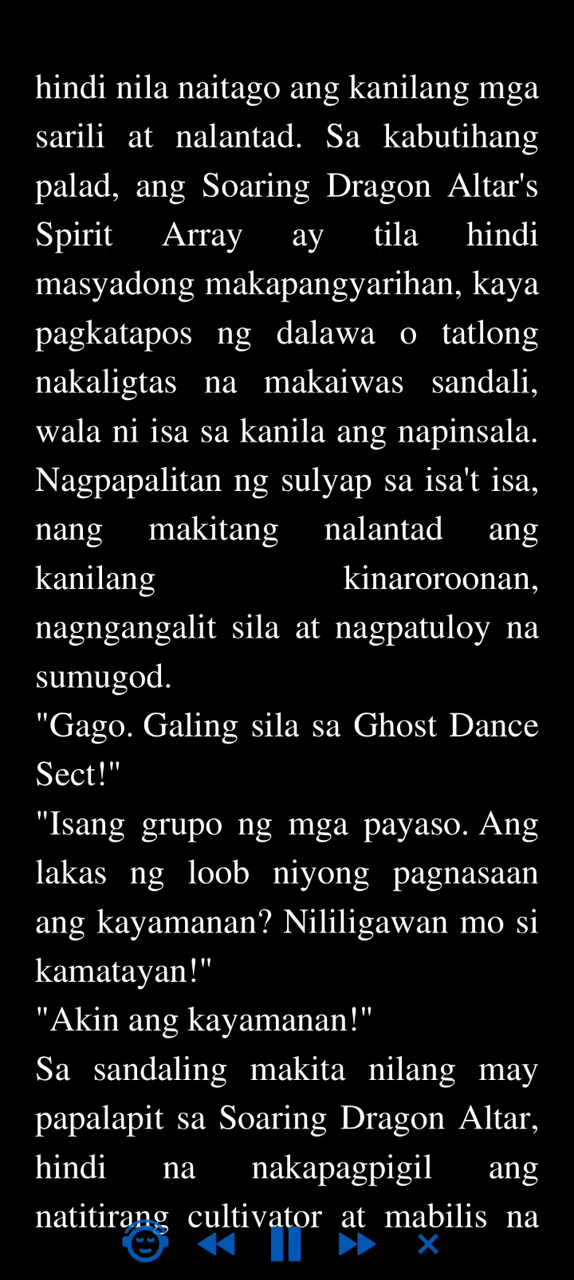 hindi nila naitago ang kanilang mga
sarili at nalantad. Sa kabutihang
palad, ang Soaring Dragon Altar's
Spirit Array ay tila hindi
masyadong makapangyarihan, kaya
pagkatapos ng dalawa o tatlong
nakaligtas na makaiwas sandali,
wala ni isa sa kanila ang napinsala.
Nagpapalitan ng sulyap sa isa't isa,
nang makitang nalantad ang
kanilang kinaroroonan,
nagngangalit sila at nagpatuloy na
sumugod.
"Gago. Galing sila sa Ghost Dance
Sect!"
"Isang grupo ng mga payaso. Ang
lakas ng loob niyong pagnasaan
ang kayamanan? Nililigawan mo si
kamatayan!"
"Akin ang kayamanan!"
Sa sandaling makita nilang may
papalapit sa Soaring Dragon Altar,
hindi na nakapagpigil ang
natitirang cultivator at mabilis na